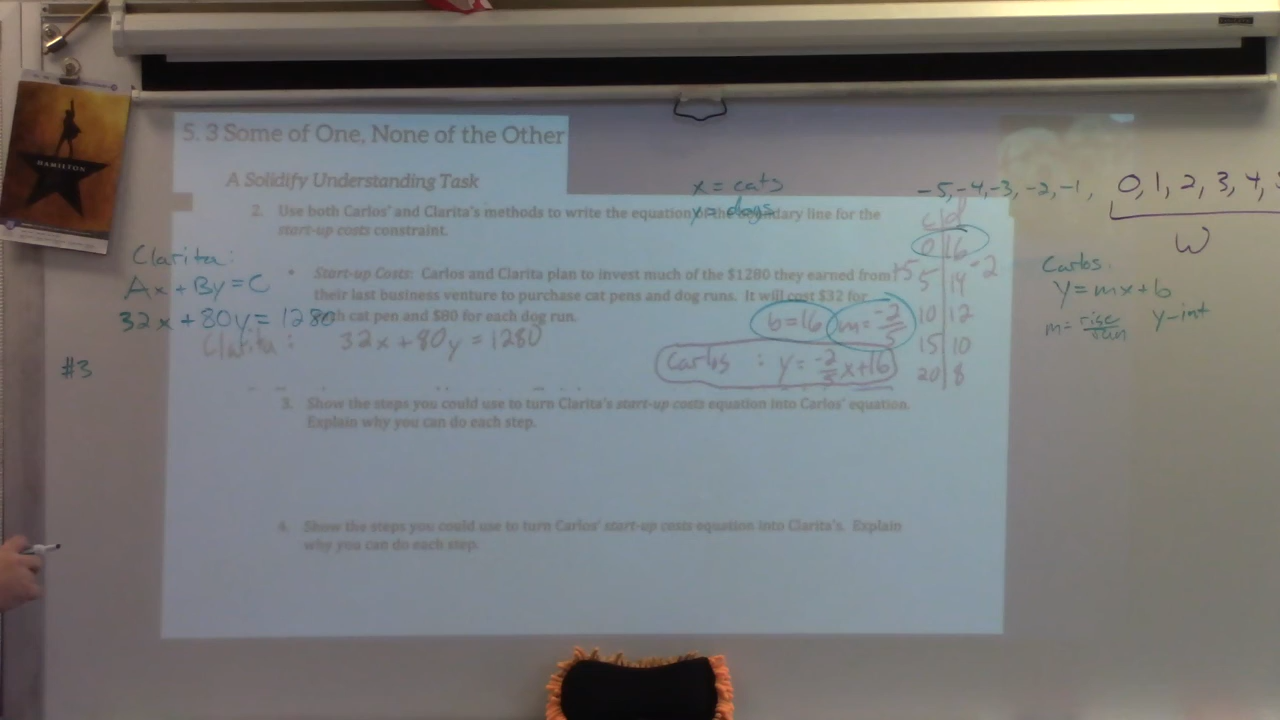 HAMILTON
5. 3 Some of One, None of the Other
A Solidify Understanding Task
x = cats
y = dogs
-5, -4, -3, -2, -1, 0, 1, 2, 3, 4,
W
2. Use both Carlos' and Clarita's methods to write the equation the line for the
start-up costs constraint.
• Start-up Costs: Carlos and Clarita plan to invest much of the $1280 they earned from
their last business venture to purchase cat pens and dog runs. It will cost $32 for
cat pen and $80 for each dog run.
Clarita:
Ax + By = C
32x + 80y = 1280
Clarita : 32x + 80y = 1280
b = 16
m = -2/5
Carlos : y = -2/5 x + 16
c d
0 16
5 14
10 12
15 10
20 8
+5
-2
Carlos:
y = mx + b
m = rise/run
y-int
#3
3. Show the steps you could use to turn Clarita's start-up costs equation into Carlos' equation.
Explain why you can do each step.
4. Show the steps you could use to turn Carlos' start-up costs equation into Clarita's. Explain
why you can do each step.